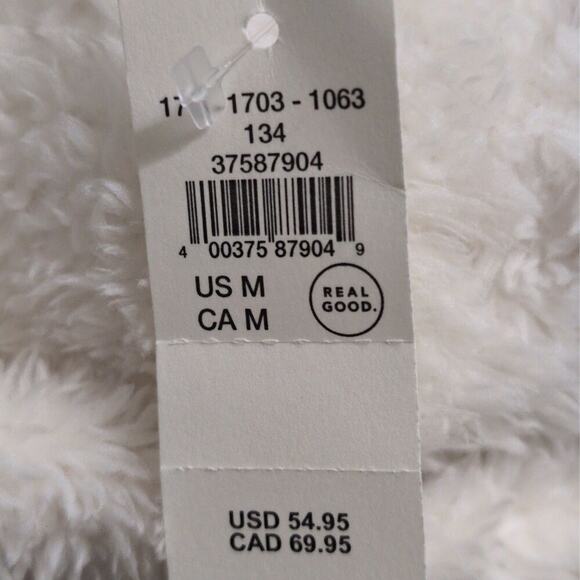 1703 - 1063
134
37587904
4 00375 87904 9
US M
CA M
REAL
GOOD.
USD 54.95
CAD 69.95